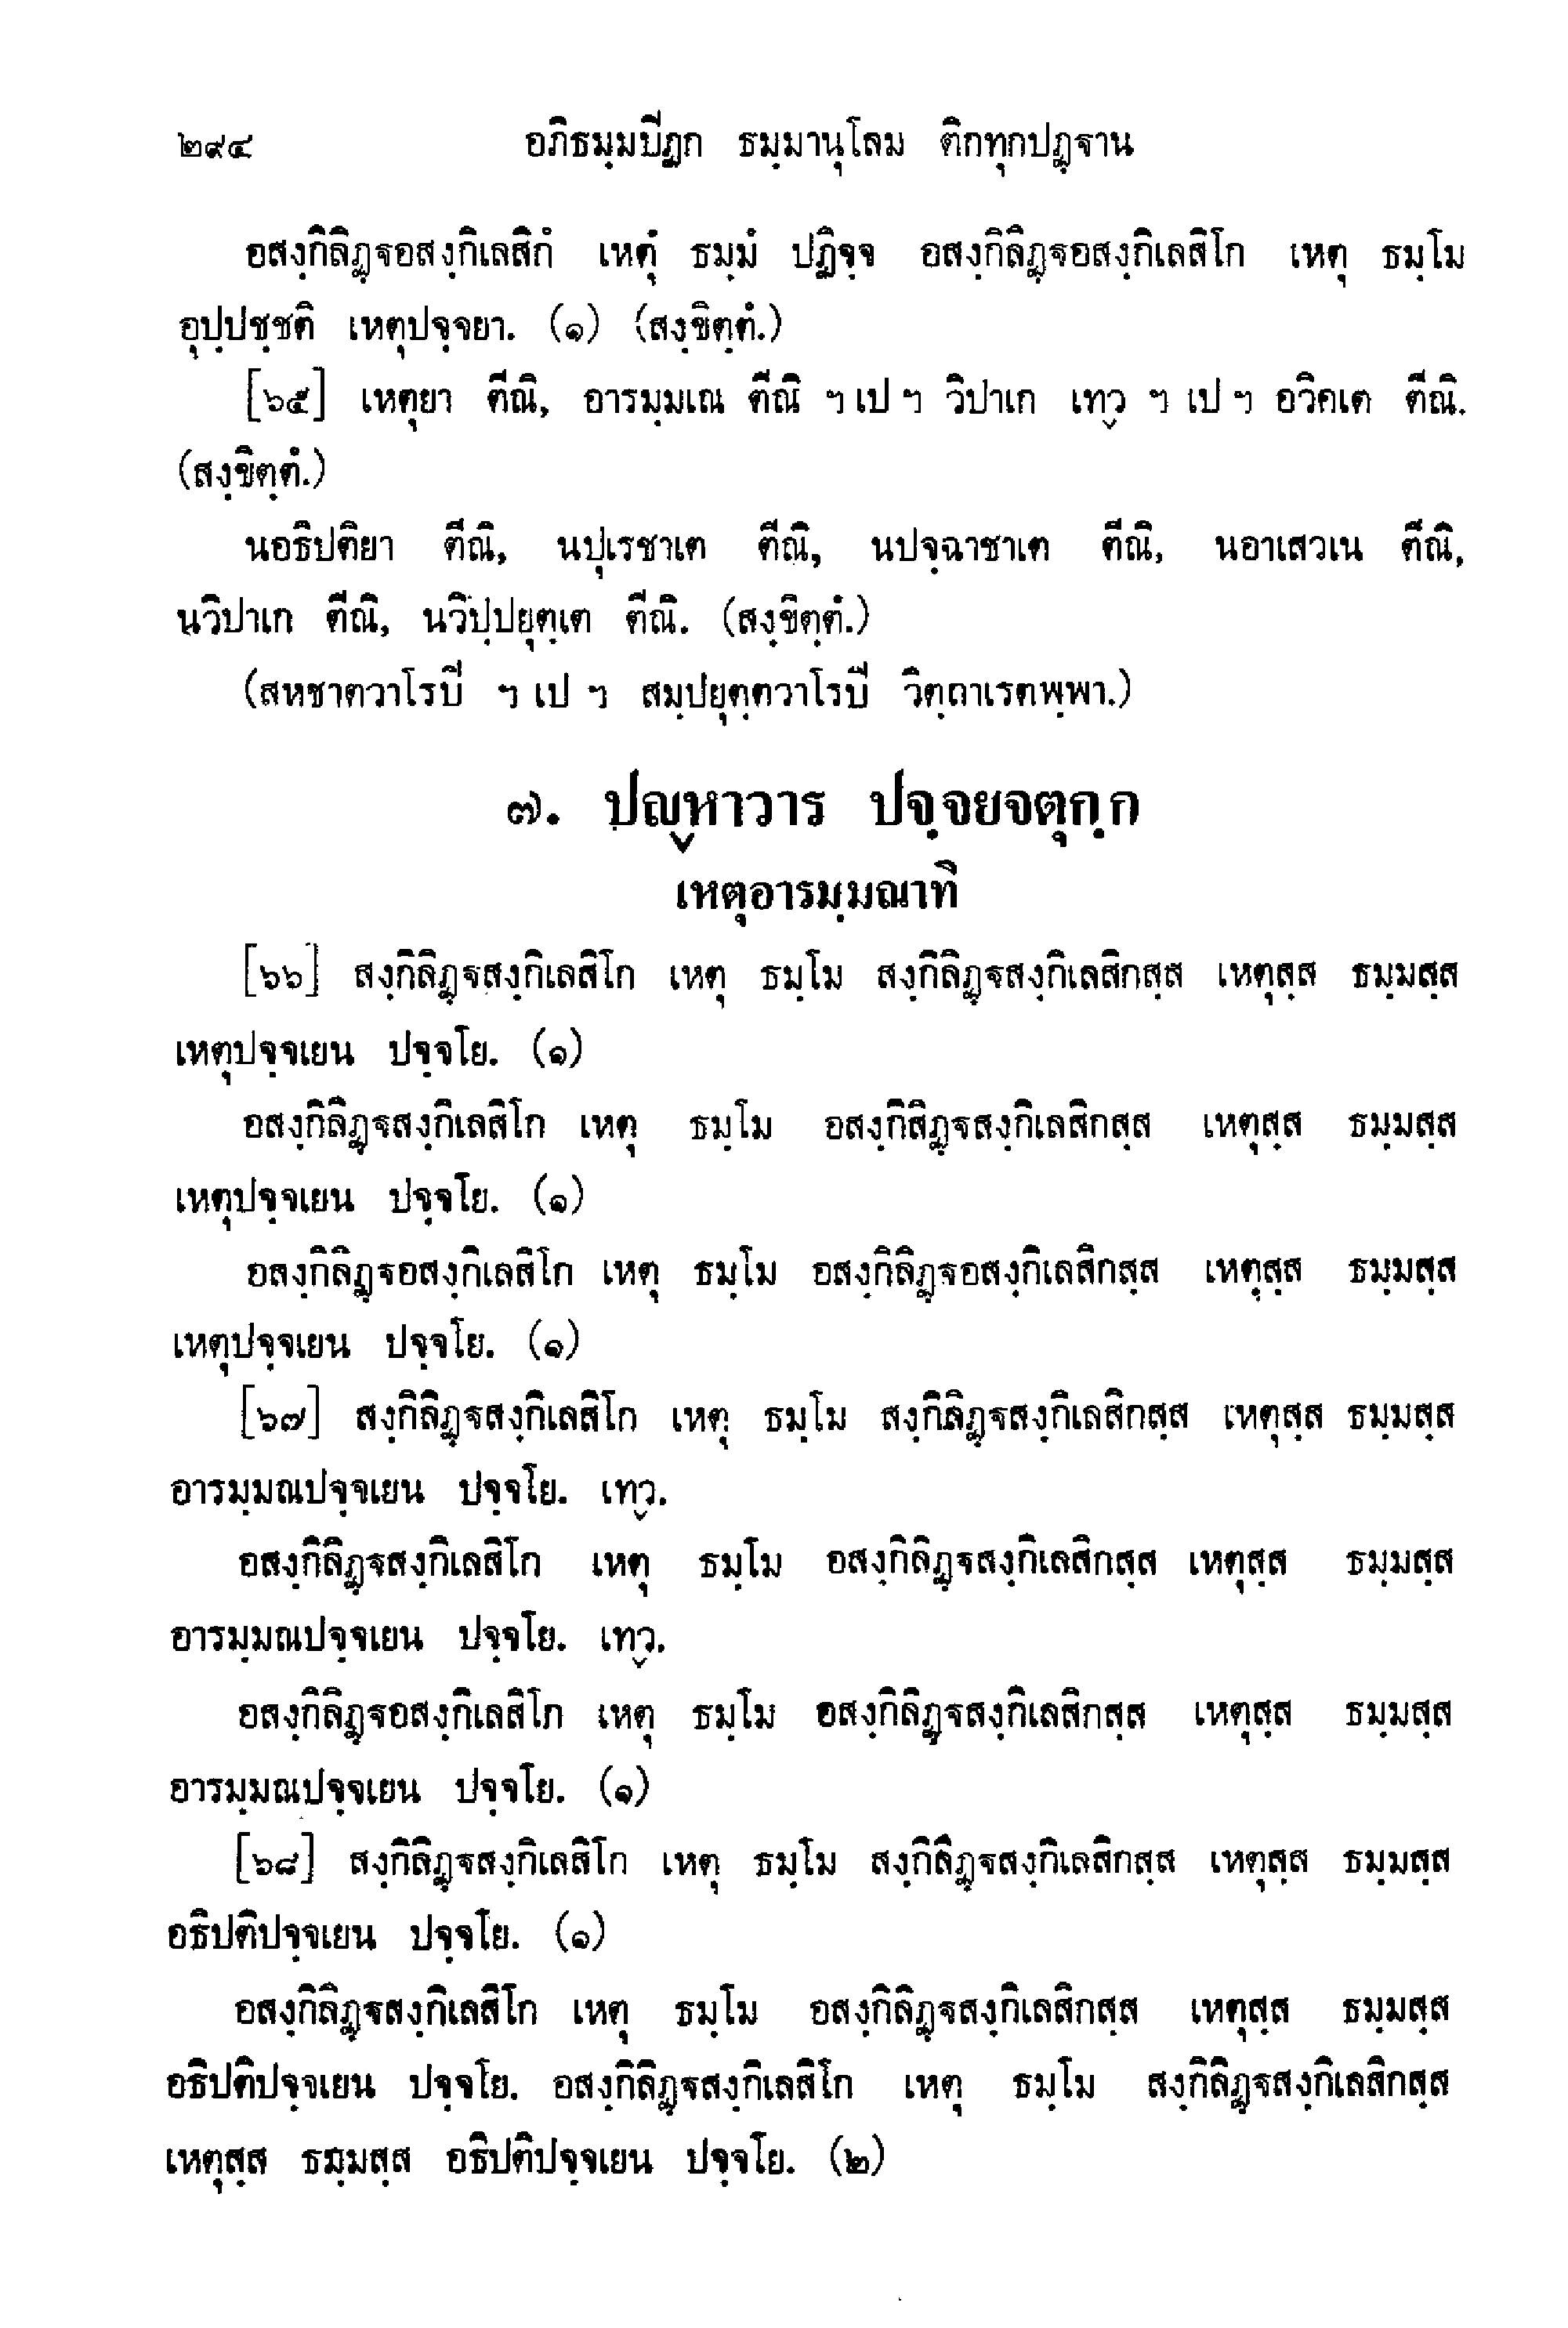 ๒๙๔ อภิธมฺมปิฏก ธมฺมานุโลม ติกทุกปฏฺฐาน
อสงฺกิลิฏฺฐอสงฺกิเลสิกํ เหตุํ ธมฺมํ ปฏิจฺจ อสงฺกิลิฏฺฐอสงฺกิเลสิโก เหตุ ธมฺโม
อุปฺปชฺชติ เหตุปจฺจยา. (๑) (สงฺขิตฺตํ.)
[๖๕] เหตุยา ตีณิ, อารมฺมเณ ตีณิ ฯ เป ฯ วิปาเก เทฺว ฯ เป ฯ อวิคเต ตีณิ.
(สงฺขิตฺตํ.)
นอธิปติยา ตีณิ, นปุเรชาเต ตีณิ, นปจฺฉาชาเต ตีณิ, นอาเสวเน ตีณิ,
นวิปาเก ตีณิ, นวิปฺปยุตฺเต ตีณิ. (สงฺขิตฺตํ.)
(สหชาตวาโรปิ ฯ เป ฯ สมฺปยุตฺตวาโรปิ วิตฺถาเรตพฺพา.)
๗. ปญฺหาวาร ปจฺจยจตุกฺก
เหตุอารมฺมณาทิ
[๖๖] สงฺกิลิฏฺฐสงฺกิเลสิโก เหตุ ธมฺโม สงฺกิลิฏฺฐสงฺกิเลสิกสฺส เหตุสฺส ธมฺมสฺส
เหตุปจฺจเยน ปจฺจโย. (๑)
อสงฺกิลิฏฺฐสงฺกิเลสิโก เหตุ ธมฺโม อสงฺกิสิฏฺฐสงฺกิเลสิกสฺส เหตุสฺส ธมฺมสฺส
เหตุปจฺจเยน ปจฺจโย. (๑)
อสงฺกิลิฏฺฐอสงฺกิเลสิโก เหตุ ธมฺโม อสงฺกิลิฏฺฐอสงฺกิเลสิกสฺส เหตุสฺส ธมฺมสฺส
เหตุปจฺจเยน ปจฺจโย. (๑)
[๖๗] สงฺกิลิฏฺฐสงฺกิเลสิโก เหตุ ธมฺโม สงฺกิลิฏฺฐสงฺกิเลสิกสฺส เหตุสฺส ธมฺมสฺส
อารมฺมณปจฺจเยน ปจฺจโย. เทฺว.
อสงฺกิลิฏฺฐสงฺกิเลสิโก เหตุ ธมฺโม อสงฺกิลิฏฺฐสงฺกิเลสิกสฺส เหตุสฺส ธมฺมสฺส
อารมฺมณปจฺจเยน ปจฺจโย. เทฺว.
อสงฺกิลิฏฺฐอสงฺกิเลสิโก เหตุ ธมฺโม อสงฺกิลิฏฺฐสงฺกิเลสิกสฺส เหตุสฺส ธมฺมสฺส
อารมฺมณปจฺจเยน ปจฺจโย. (๑)
[๖๘] สงฺกิลิฏฺฐสงฺกิเลสิโก เหตุ ธมฺโม สงฺกิลิฏฺฐสงฺกิเลสิกสฺส เหตุสฺส ธมฺมสฺส
อธิปติปจฺจเยน ปจฺจโย. (๑)
อสงฺกิลิฏฺฐสงฺกิเลสิโก เหตุ ธมฺโม อสงฺกิลิฏฺฐสงฺกิเลสิกสฺส เหตุสฺส ธมฺมสฺส
อธิปติปจฺจเยน ปจฺจโย. อสงฺกิลิฏฺฐสงฺกิเลสิโก เหตุ ธมฺโม สงฺกิลิฏฺฐสงฺกิเลสิกสฺส
เหตุสฺส ธมฺมสฺส อธิปติปจฺจเยน ปจฺจโย. (๒)